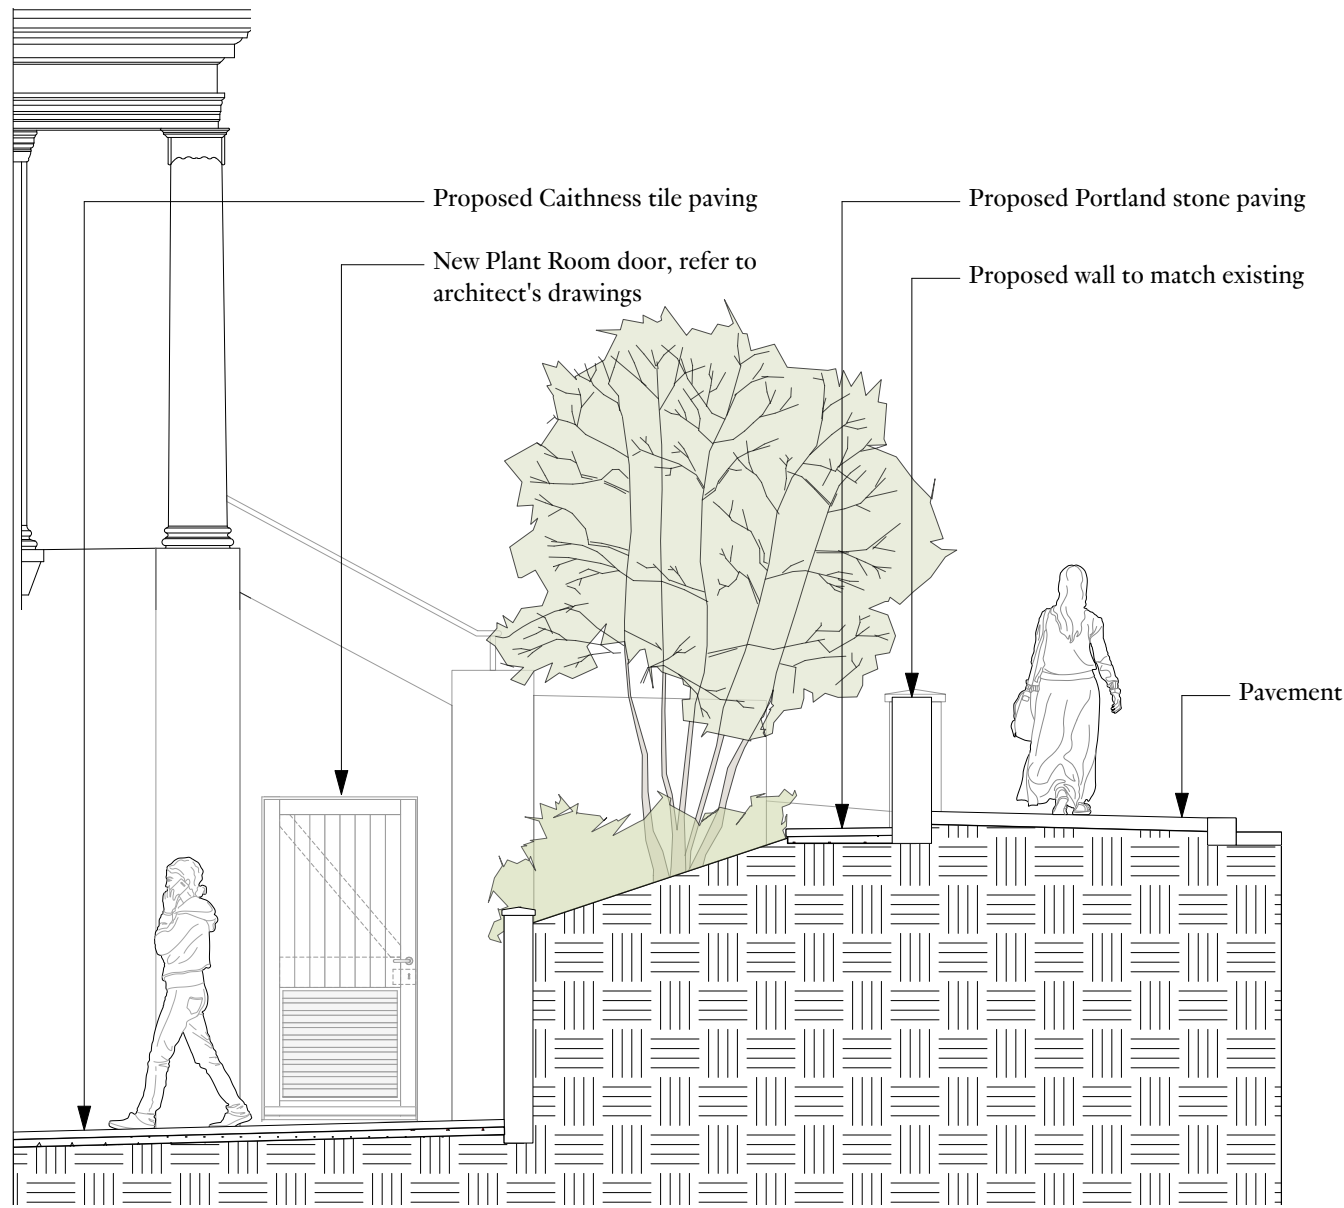 Proposed Caithness tile paving
New Plant Room door, refer to
architect's drawings
Proposed Portland stone paving
Proposed wall to match existing
Pavement